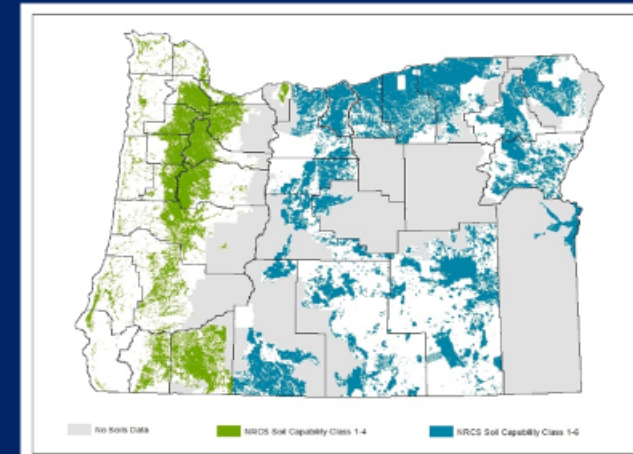 No Soils Data
NRCS Soil Capability Class 1-4
NRCS Soil Capability Class 1-6